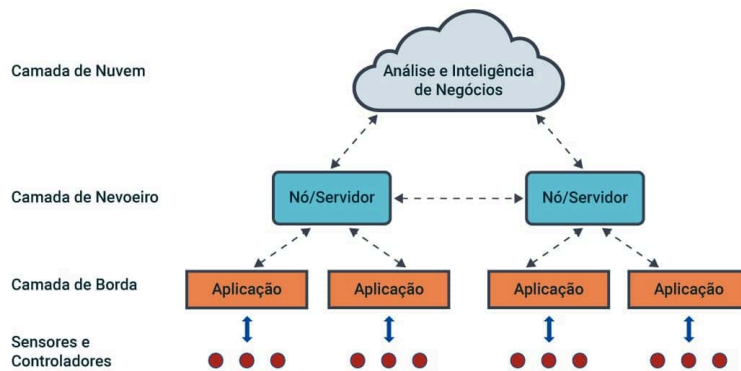 Camada de Nuvem
Análise e Inteligência
de Negócios
Camada de Nevoeiro
Nó/Servidor
Nó/Servidor
Camada de Borda
Aplicação
Aplicação
Aplicação
Aplicação
Sensores e
Controladores